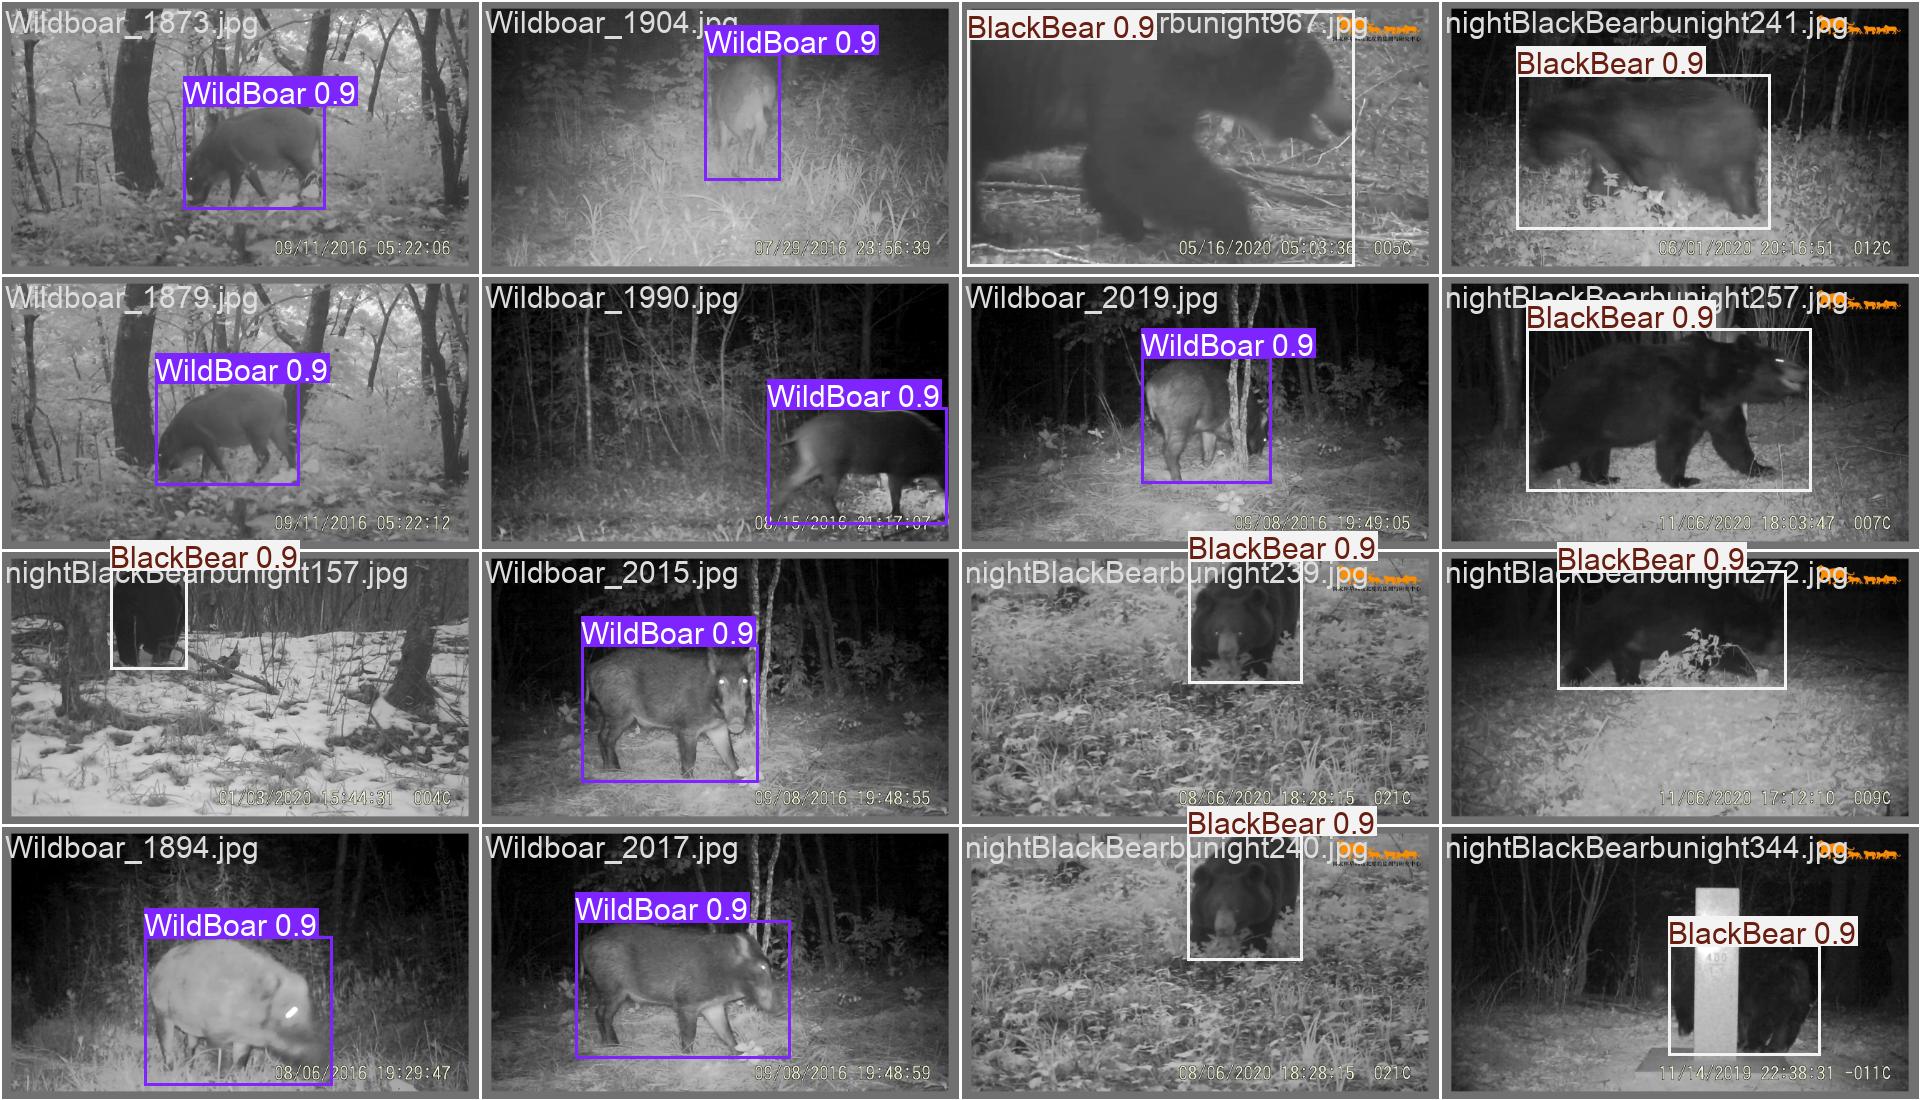 Wildboar_1873.jpg
WildBoar 0.9
09/11/2016 05:22:06
Wildboar_1904.j
WildBoar 0.9
07/29/2016 23:56:39
BlackBear 0.9
rbunight967.jpg
05/16/2020 05:03:36 005C
nightBlackBearbunight241.jpg
BlackBear 0.9
06/01/2020 20:16:51 012C
Wildboar_1879.jpg
WildBoar 0.9
09/11/2016 05:22:12
Wildboar_1990.jpg
WildBoar 0.9
08/15/2016 21:17:07
Wildboar_2019.jpg
WildBoar 0.9
09/08/2016 19:49:05
nightBlackBearbunight257.jpg
BlackBear 0.9
11/06/2020 18:03:47 007C
BlackBear 0.9
nightBlackBearbunight157.jpg
01/03/2020 15:44:31 004C
Wildboar_2015.jpg
WildBoar 0.9
09/08/2016 19:48:55
BlackBear 0.9
nightBlackBearbunight239.jpg
08/06/2020 18:28:15 021C
BlackBear 0.9
nightBlackBearbunight272.jpg
11/06/2020 17:12:10 009C
Wildboar_1894.jpg
WildBoar 0.9
08/06/2016 19:29:47
Wildboar_2017.jpg
WildBoar 0.9
09/08/2016 19:48:59
BlackBear 0.9
nightBlackBearbunight240.jpg
08/06/2020 18:28:15 021C
nightBlackBearbunight344.jpg
BlackBear 0.9
400
11/14/2019 22:38:31 -011C